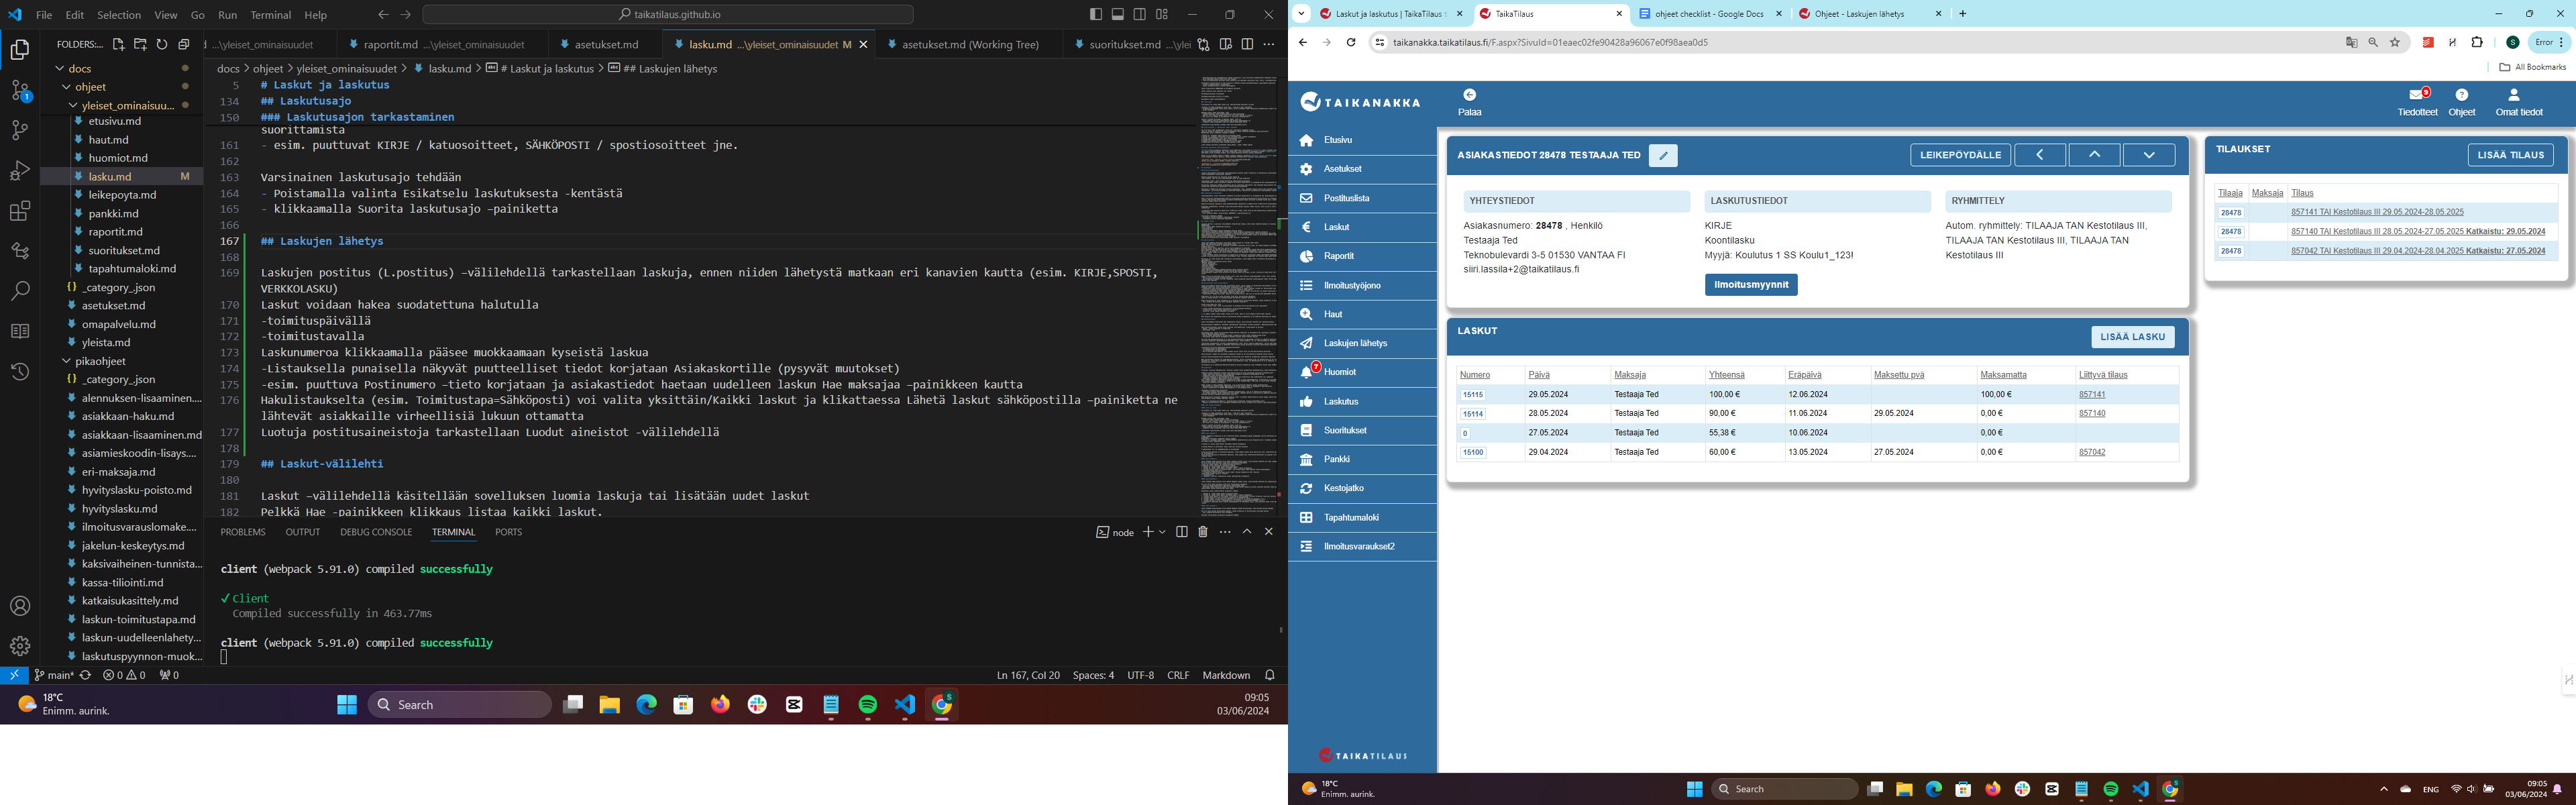 File Edit Selection View Go Run Terminal Help
taikatilaus.github.io
FOLDERS:...
...\yleiset_ominaisuudet
raportit.md ...\yleiset_ominaisuudet
asetukset.md
lasku.md ...\yleiset_ominaisuudet M
asetukset.md (Working Tree)
suoritukset.md
docs > ohjeet > yleiset_ominaisuudet > lasku.md > # Laskut ja laskutus > ## Laskujen lähetys
docs
ohjeet
yleiset_ominaisuu...
etusivu.md
haut.md
huomiot.md
lasku.md M
leikepoyta.md
pankki.md
raportit.md
suoritukset.md
tapahtumaloki.md
_category_.json
asetukset.md
omapalvelu.md
yleista.md
pikaohjeet
_category_.json
alennuksen-lisaaminen....
asiakkaan-haku.md
asiakkaan-lisaaminen.md
asiamieskoodin-lisays....
eri-maksaja.md
hyvityslasku-poisto.md
hyvityslasku.md
ilmoitusvarauslomake....
jakelun-keskeytys.md
kaksivaiheinen-tunnista...
kassa-tiliointi.md
katkaisukasittely.md
laskun-toimitustapa.md
laskun-uudelleenlahety...
laskutuspyynnon-muok...
5 # Laskut ja laskutus
134 ## Laskutusajo
150 ### Laskutusajon tarkastaminen
suorittamista
161 - esim. puuttuvat KIRJE / katuosoitteet, SÄHKÖPOSTI / spostiosoitteet jne.
162
163 Varsinainen laskutusajo tehdään
164 - Poistamalla valinta Esikatselu laskutuksesta -kentästä
165 - klikkaamalla Suorita laskutusajo –painiketta
166
167 ## Laskujen lähetys
168
169 Laskujen postitus (L.postitus) –välilehdellä tarkastellaan laskuja, ennen niiden lähetystä matkaan eri kanavien kautta (esim. KIRJE,SPOSTI,
VERKKOLASKU)
170 Laskut voidaan hakea suodatettuna halutulla
171 -toimituspäivällä
172 -toimitustavalla
173 Laskunumeroa klikkaamalla pääsee muokkaamaan kyseistä laskua
174 -Listauksella punaisella näkyvät puutteelliset tiedot korjataan Asiakaskortille (pysyvät muutokset)
175 -esim. puuttuva Postinumero –tieto korjataan ja asiakastiedot haetaan uudelleen laskun Hae maksajaa –painikkeen kautta
176 Hakulistaukselta (esim. Toimitustapa=Sähköposti) voi valita yksittäin/Kaikki laskut ja klikattaessa Lähetä laskut sähköpostilla –painiketta ne
lähtevät asiakkaille virheellisiä lukuun ottamatta
177 Luotuja postitusaineistoja tarkastellaan Luodut aineistot -välilehdellä
178
179 ## Laskut-välilehti
180
181 Laskut –välilehdellä käsitellään sovelluksen luomia laskuja tai lisätään uudet laskut
182 Pelkkä Hae -painikkeen klikkaus listaa kaikki laskut.
PROBLEMS OUTPUT DEBUG CONSOLE TERMINAL PORTS
node
client (webpack 5.91.0) compiled successfully
✓ Client
Compiled successfully in 463.77ms
client (webpack 5.91.0) compiled successfully
main* 0 0 0
Ln 167, Col 20 Spaces: 4 UTF-8 CRLF Markdown
18°C
Enimm. aurink.
Search
09:05
03/06/2024
Laskut ja laskutus | TaikaTilaus
TaikaTilaus
ohjeet checklist - Google Docs
Ohjeet - Laskujen lähetys
taikanakka.taikatilaus.fi/F.aspx?SivuId=01eaec02fe90428a96067e0f98aea0d5
Error
All Bookmarks
TAIKANAKKA
Palaa
9
Tiedotteet
Ohjeet
Omat tiedot
Etusivu
Asetukset
Postituslista
Laskut
Raportit
Ilmoitustyöjono
Haut
Laskujen lähetys
7
Huomiot
Laskutus
Suoritukset
Pankki
Kestojatko
Tapahtumaloki
Ilmoitusvaraukset2
TAIKATILAUS
ASIAKASTIEDOT 28478 TESTAAJA TED
LEIKEPÖYDÄLLE
YHTEYSTIEDOT
Asiakasnumero: 28478 , Henkilö
Testaaja Ted
Teknobulevardi 3-5 01530 VANTAA FI
siiri.lassila+2@taikatilaus.fi
LASKUTUSTIEDOT
KIRJE
Koontilasku
Myyjä: Koulutus 1 SS Koulu1_123!
Ilmoitusmyynnit
RYHMITTELY
Autom. ryhmittely: TILAAJA TAN Kestotilaus III,
TILAAJA TAN Kestotilaus III, TILAAJA TAN
Kestotilaus III
LASKUT
LISÄÄ LASKU
Numero Päivä Maksaja Yhteensä Eräpäivä Maksettu pvä Maksamatta Liittyvä tilaus
15115 29.05.2024 Testaaja Ted 100,00 € 12.06.2024 100,00 € 857141
15114 28.05.2024 Testaaja Ted 90,00 € 11.06.2024 29.05.2024 0,00 € 857140
0 27.05.2024 Testaaja Ted 55,38 € 10.06.2024 0,00 €
15100 29.04.2024 Testaaja Ted 60,00 € 13.05.2024 27.05.2024 0,00 € 857042
TILAUKSET
LISÄÄ TILAUS
Tilaaja Maksaja Tilaus
28478 857141 TAI Kestotilaus III 29.05.2024-28.05.2025
28478 857140 TAI Kestotilaus III 28.05.2024-27.05.2025 Katkaistu: 29.05.2024
28478 857042 TAI Kestotilaus III 29.04.2024-28.04.2025 Katkaistu: 27.05.2024
18°C
Enimm. aurink.
Search
ENG
09:05
03/06/2024